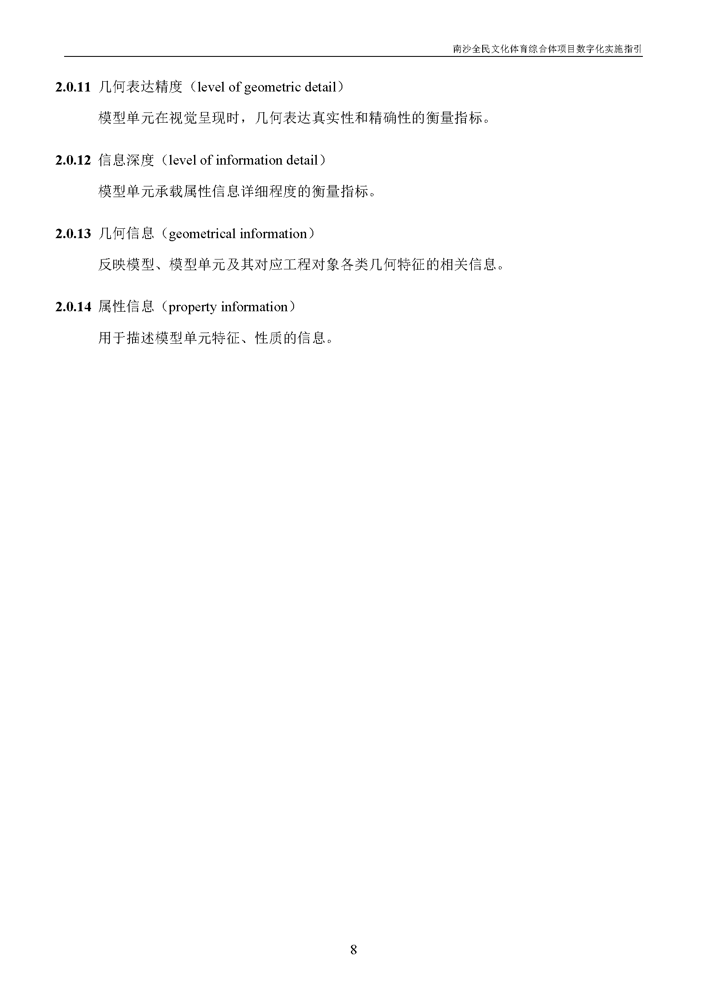 南沙全民文化体育综合体项目数字化实施指引
2.0.11 几何表达精度（level of geometric detail）
模型单元在视觉呈现时，几何表达真实性和精确性的衡量指标。
2.0.12 信息深度（level of information detail）
模型单元承载属性信息详细程度的衡量指标。
2.0.13 几何信息（geometrical information）
反映模型、模型单元及其对应工程对象各类几何特征的相关信息。
2.0.14 属性信息（property information）
用于描述模型单元特征、性质的信息。
8